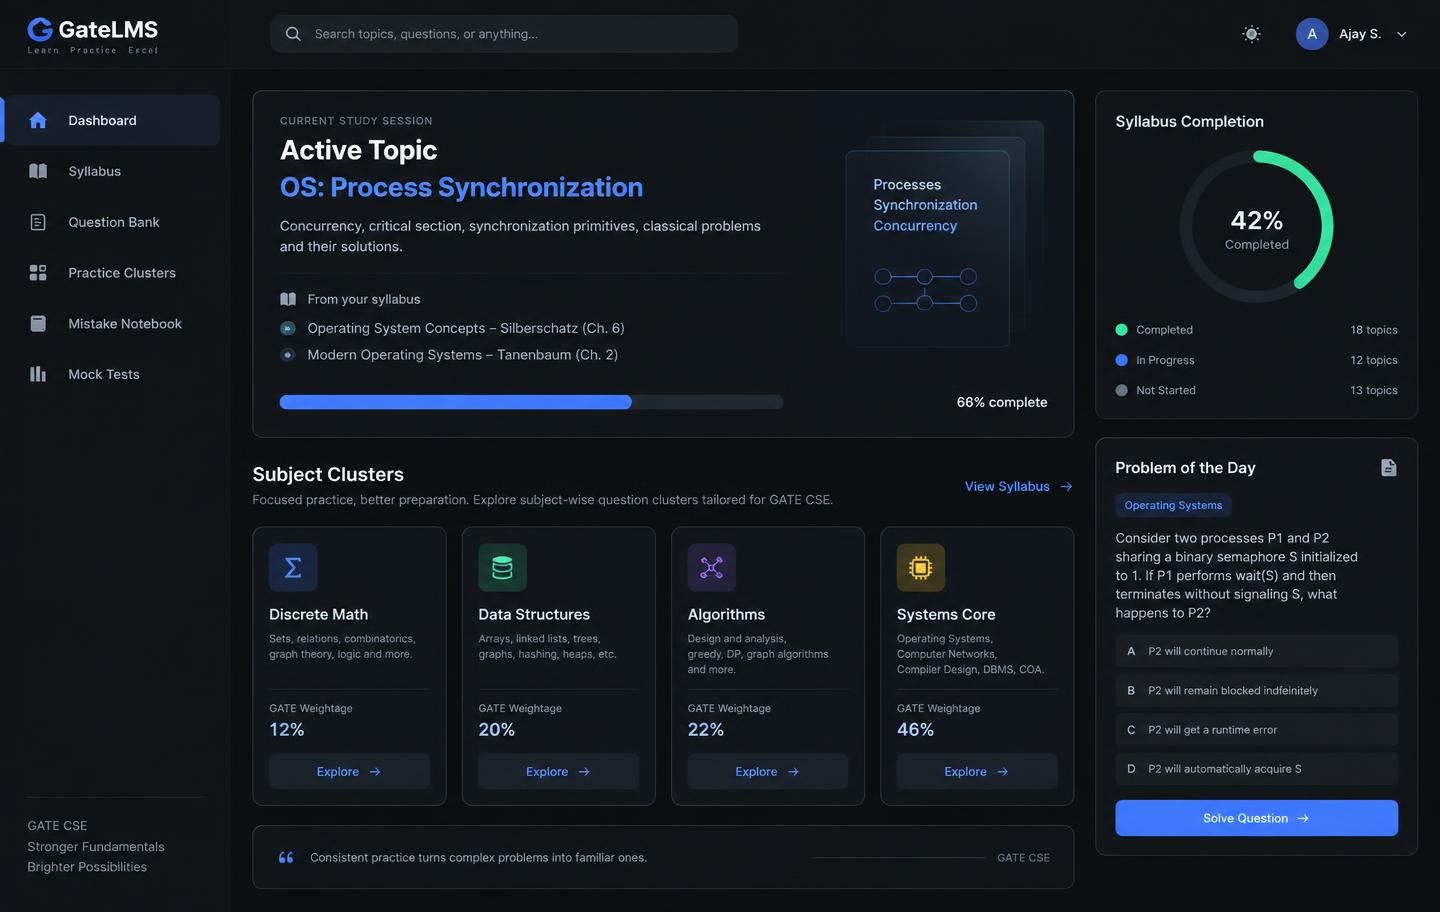 GateLMS
Learn Practice Excel
Search topics, questions, or anything...
A
Ajay S.
Dashboard
Syllabus
Question Bank
Practice Clusters
Mistake Notebook
Mock Tests
GATE CSE
Stronger Fundamentals
Brighter Possibilities
CURRENT STUDY SESSION
Active Topic
OS: Process Synchronization
Concurrency, critical section, synchronization primitives, classical problems
and their solutions.
From your syllabus
Operating System Concepts – Silberschatz (Ch. 6)
Modern Operating Systems – Tanenbaum (Ch. 2)
66% complete
Processes
Synchronization
Concurrency
Subject Clusters
Focused practice, better preparation. Explore subject-wise question clusters tailored for GATE CSE.
View Syllabus →
Σ
Discrete Math
Sets, relations, combinatorics,
graph theory, logic and more.
GATE Weightage
12%
Explore →
Data Structures
Arrays, linked lists, trees,
graphs, hashing, heaps, etc.
GATE Weightage
20%
Explore →
Algorithms
Design and analysis,
greedy, DP, graph algorithms
and more.
GATE Weightage
22%
Explore →
Systems Core
Operating Systems,
Computer Networks,
Compiler Design, DBMS, COA.
GATE Weightage
46%
Explore →
“ Consistent practice turns complex problems into familiar ones.
GATE CSE
Syllabus Completion
42%
Completed
Completed 18 topics
In Progress 12 topics
Not Started 13 topics
Problem of the Day
Operating Systems
Consider two processes P1 and P2
sharing a binary semaphore S initialized
to 1. If P1 performs wait(S) and then
terminates without signaling S, what
happens to P2?
A P2 will continue normally
B P2 will remain blocked indfeinitely
C P2 will get a runtime error
D P2 will automatically acquire S
Solve Question →